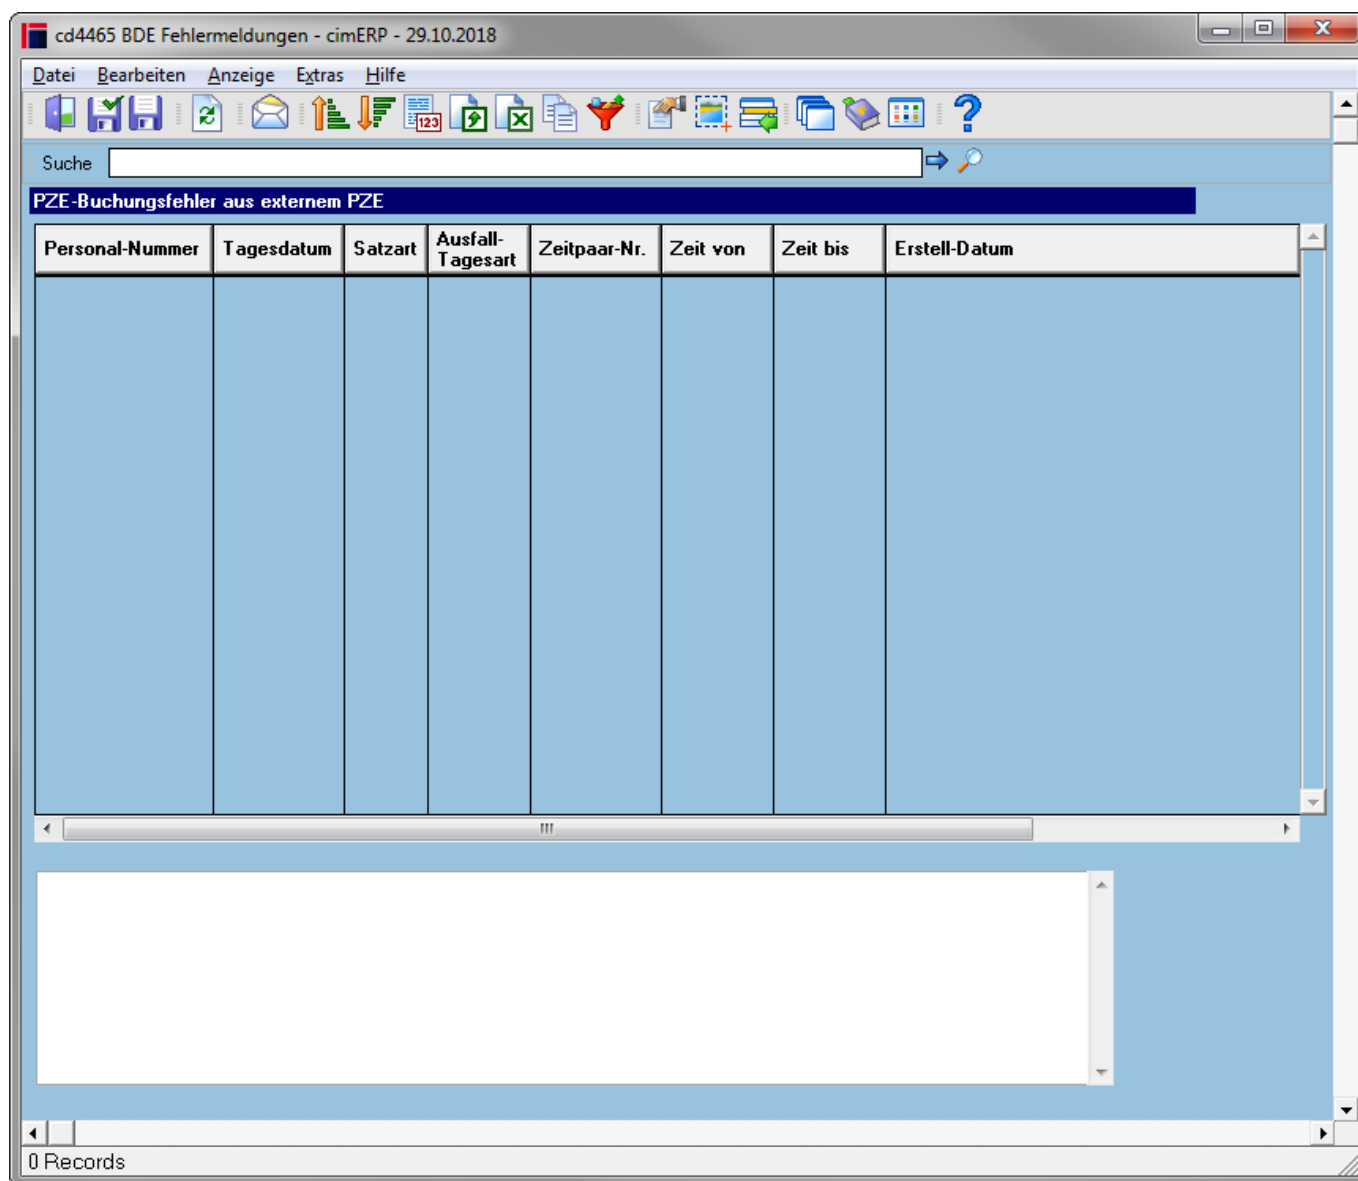 cd4465 BDE Fehlermeldungen - cimERP - 29.10.2018
Datei Bearbeiten Anzeige Extras Hilfe
123
Suche
PZE-Buchungsfehler aus externem PZE
Personal-Nummer Tagesdatum Satzart Ausfall-Tagesart Zeitpaar-Nr. Zeit von Zeit bis Erstell-Datum
0 Records